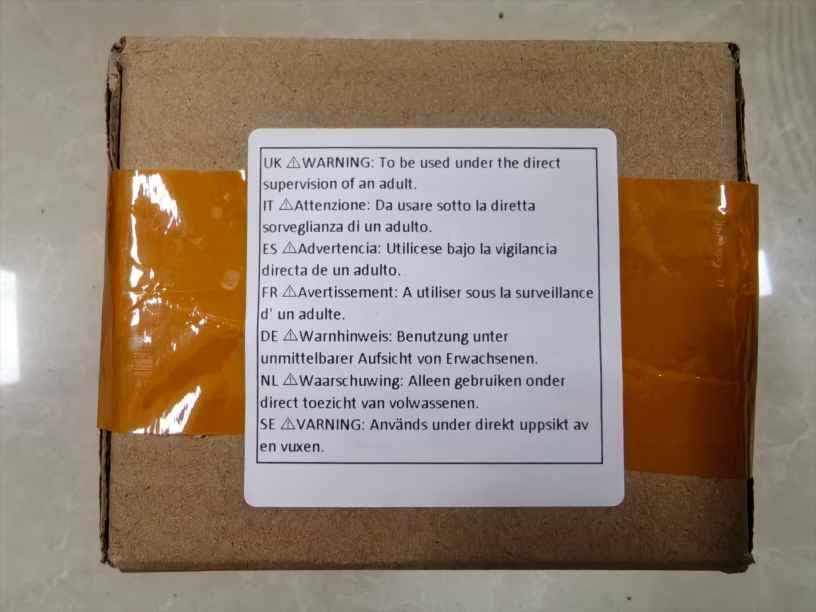 UK ⚠WARNING: To be used under the direct
supervision of an adult.
IT ⚠Attenzione: Da usare sotto la diretta
sorveglianza di un adulto.
ES ⚠Advertencia: Utilicese bajo la vigilancia
directa de un adulto.
FR ⚠Avertissement: A utiliser sous la surveillance
d' un adulte.
DE ⚠Warnhinweis: Benutzung unter
unmittelbarer Aufsicht von Erwachsenen.
NL ⚠Waarschuwing: Alleen gebruiken onder
direct toezicht van volwassenen.
SE ⚠VARNING: Används under direkt uppsikt av
en vuxen.